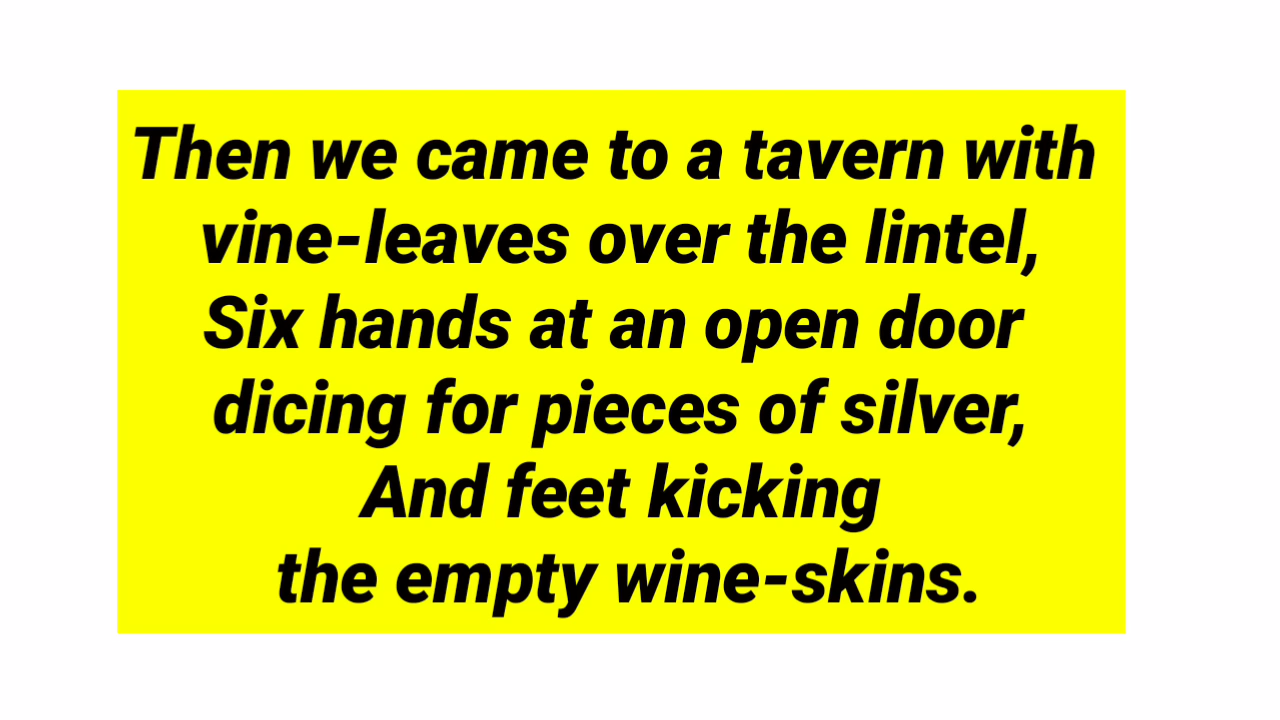 Then we came to a tavern with
vine-leaves over the lintel,
Six hands at an open door
dicing for pieces of silver,
And feet kicking
the empty wine-skins.